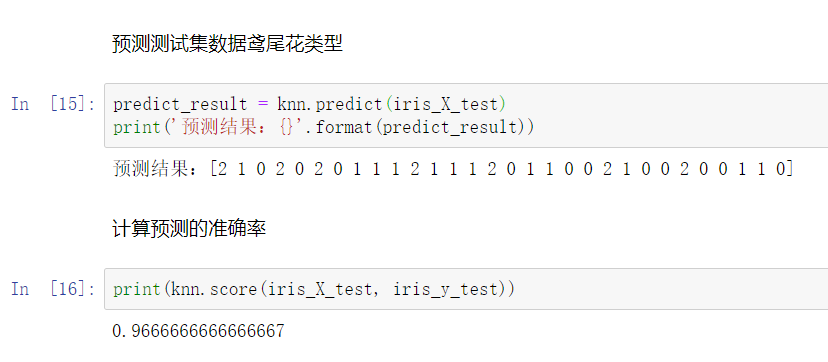 预测测试集数据鸢尾花类型
In [15]: predict_result = knn.predict(iris_X_test)
print('预测结果：{}'.format(predict_result))
预测结果：[2 1 0 2 0 2 0 1 1 1 2 1 1 1 2 0 1 1 0 0 2 1 0 0 2 0 0 1 1 0]
计算预测的准确率
In [16]: print(knn.score(iris_X_test, iris_y_test))
0.9666666666666667